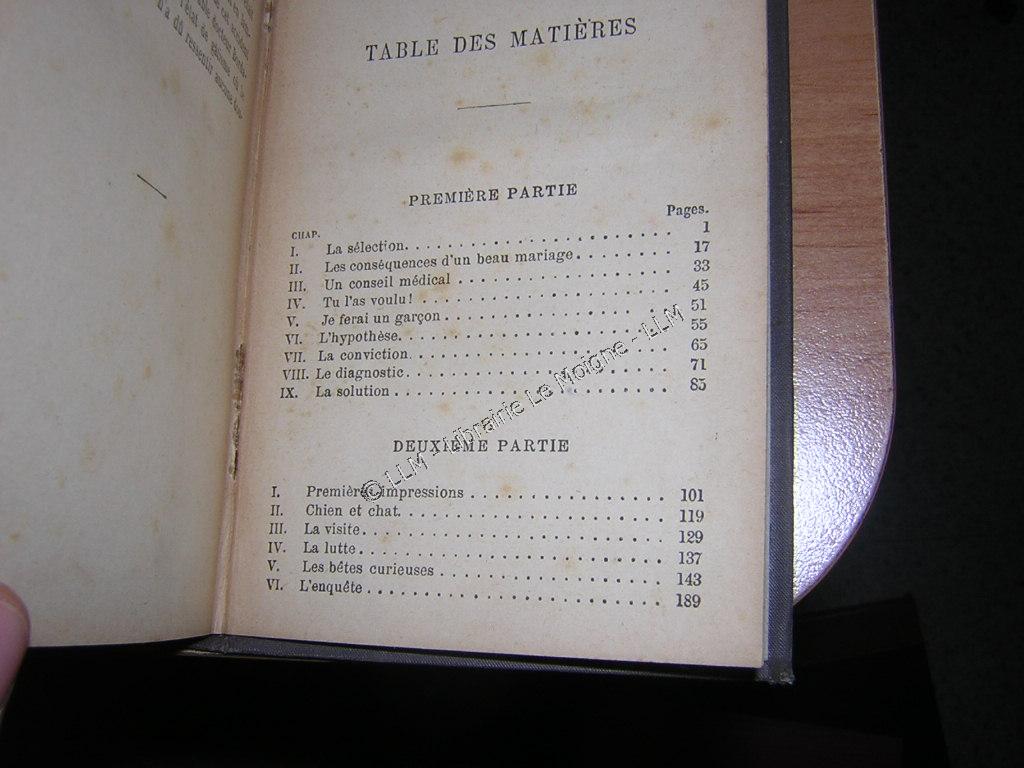 TABLE DES MATIÈRES
PREMIÈRE PARTIE
CHAP. Pages.
I. La sélection. 1
II. Les conséquences d'un beau mariage 17
III. Un conseil médical 33
IV. Tu l'as voulu! 45
V. Je ferai un garçon 51
VI. L'hypothèse. 55
VII. La conviction. 65
VIII. Le diagnostic. 71
IX. La solution 85
DEUXIÈME PARTIE
I. Premières impressions 101
II. Chien et chat. 119
III. La visite 129
IV. La lutte 137
V. Les bêtes curieuses 143
VI. L'enquête 189
© LLM - Librairie Le Moigne - LLM